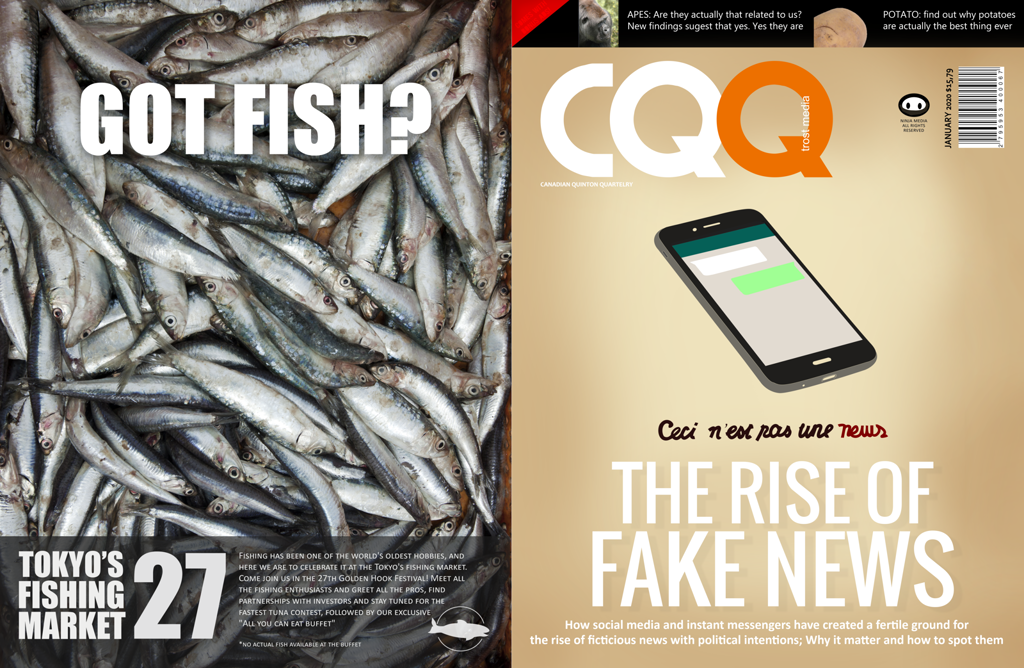 GOT FISH?
TOKYO'S
FISHING
MARKET
27
FISHING HAS BEEN ONE OF THE WORLD'S OLDEST HOBBIES, AND
HERE WE ARE TO CELEBRATE IT AT THE TOKYO'S FISHING MARKET.
COME JOIN US IN THE 27TH GOLDEN HOOK FESTIVAL! MEET ALL
THE FISHING ENTHUSIASTS AND GREET ALL THE PROS, FIND
PARTNERSHIPS WITH INVESTORS AND STAY TUNED FOR THE
FASTEST TUNA CONTEST, FOLLOWED BY OUR EXCLUSIVE
"ALL YOU CAN EAT BUFFET"
*NO ACTUAL FISH AVAILABLE AT THE BUFFET
APES: Are they actually that related to us?
New findings sugest that yes. Yes they are
POTATO: find out why potatoes
are actually the best thing ever
CQQ
trost media
CANADIAN QUINTON QUARTELRY
NINJA MEDIA
ALL RIGHTS
RESERVED
JANUARY 2020 $15,79
2 795953 400067
Ceci n'est pas une news
THE RISE OF
FAKE NEWS
How social media and instant messengers have created a fertile ground for
the rise of ficticious news with political intentions; Why it matter and how to spot them